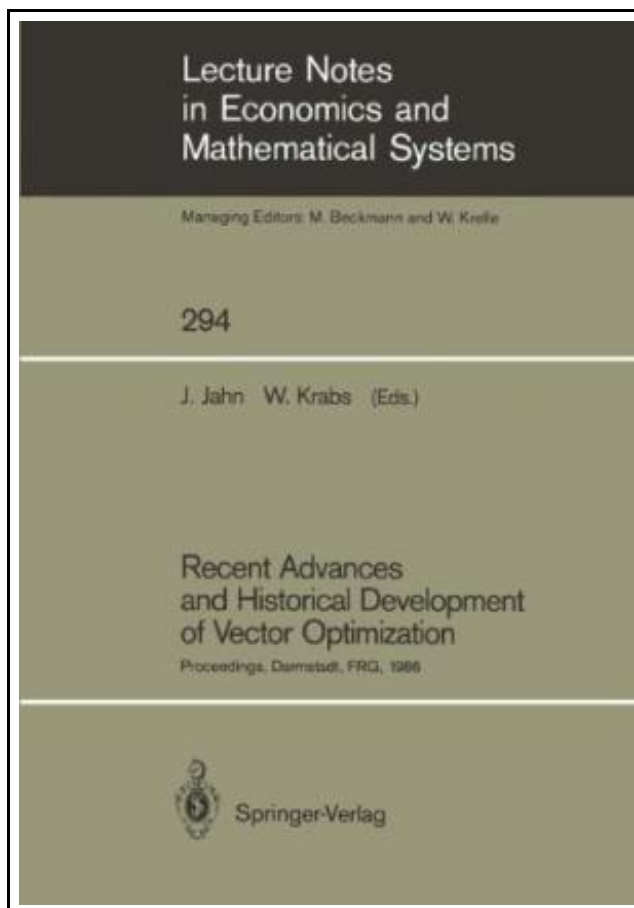 Lecture Notes
in Economics and
Mathematical Systems
Managing Editors: M. Beckmann and W. Krelle
294
J. Jahn W. Krabs (Eds.)
Recent Advances
and Historical Development
of Vector Optimization
Proceedings, Darmstadt, FRG, 1986
Springer-Verlag